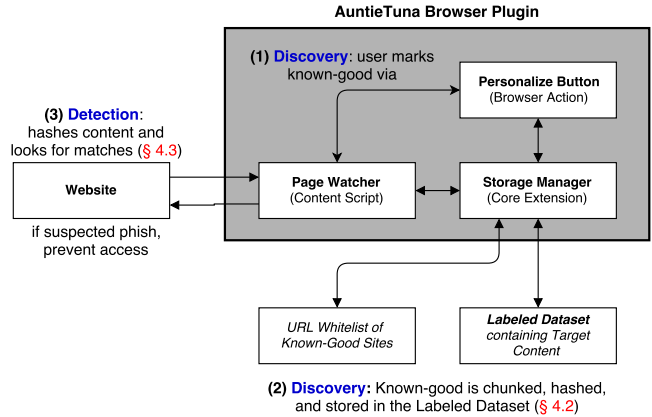 AuntieTuna Browser Plugin
(1) Discovery: user marks
known-good via
Personalize Button
(Browser Action)
(3) Detection:
hashes content and
looks for matches (§ 4.3)
Website
Page Watcher
(Content Script)
Storage Manager
(Core Extension)
if suspected phish,
prevent access
URL Whitelist of
Known-Good Sites
Labeled Dataset
containing Target
Content
(2) Discovery: Known-good is chunked, hashed,
and stored in the Labeled Dataset (§ 4.2)